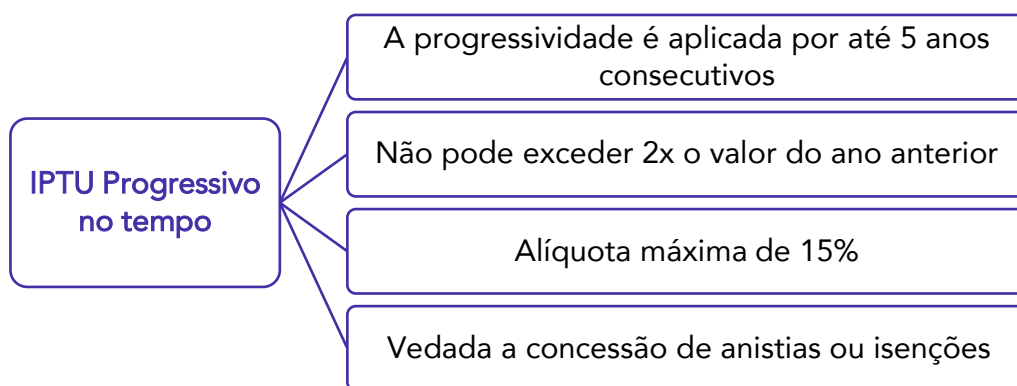 IPTU Progressivo
no tempo
A progressividade é aplicada por até 5 anos
consecutivos
Não pode exceder 2x o valor do ano anterior
Alíquota máxima de 15%
Vedada a concessão de anistias ou isenções